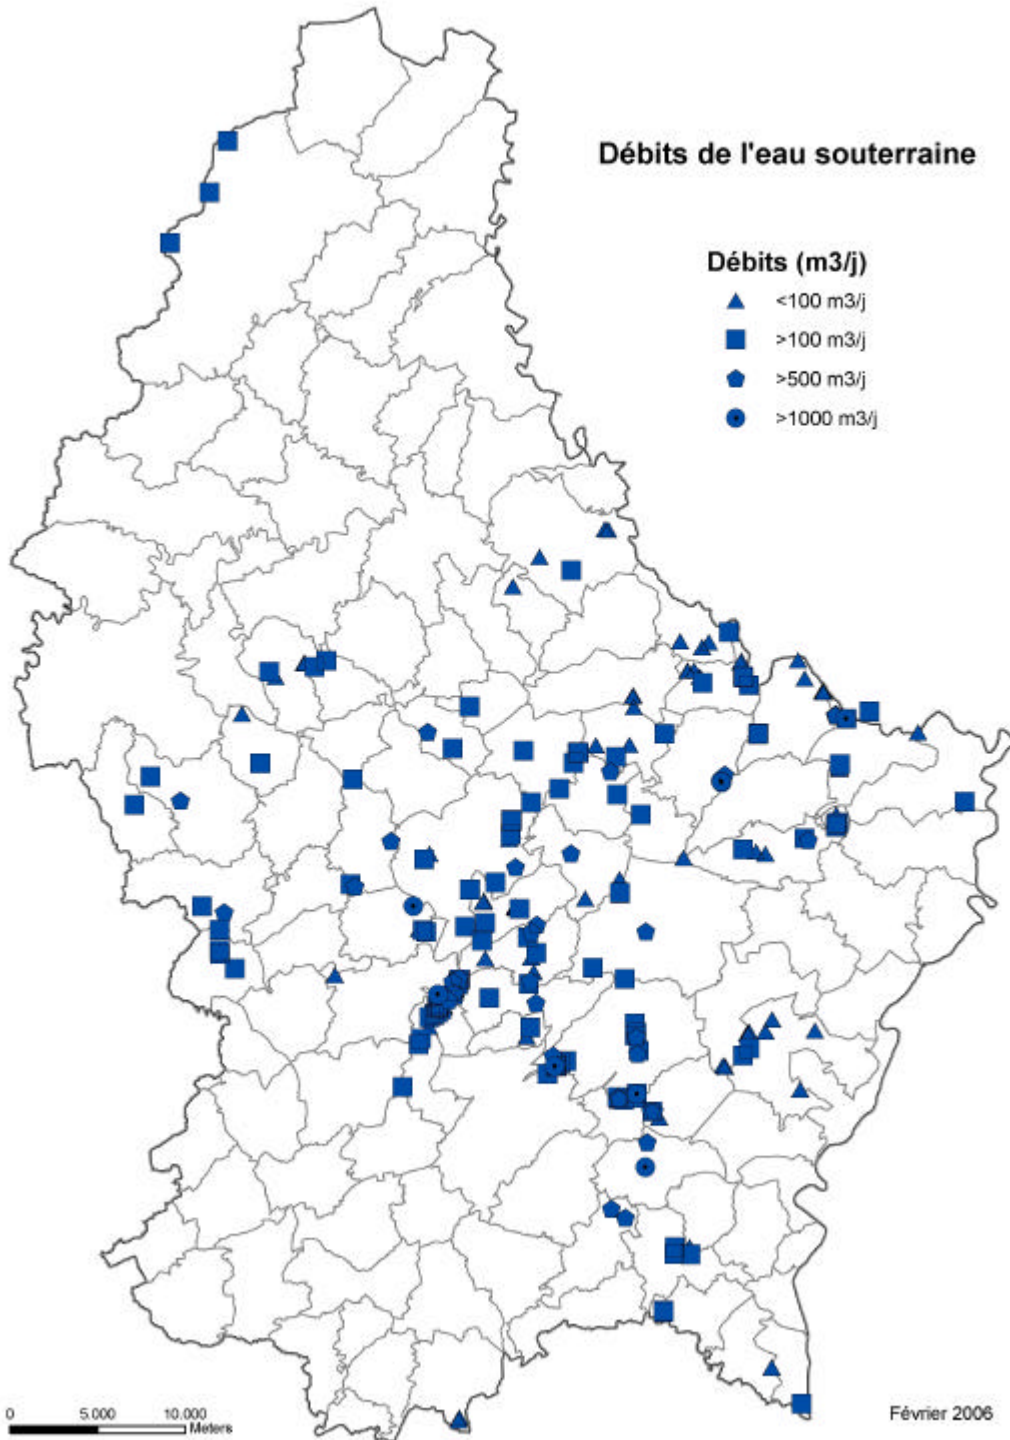 Débits de l'eau souterraine
Débits (m3/j)
<100 m3/j
>100 m3/j
>500 m3/j
>1000 m3/j
0 5.000 10.000
Meters
Février 2006